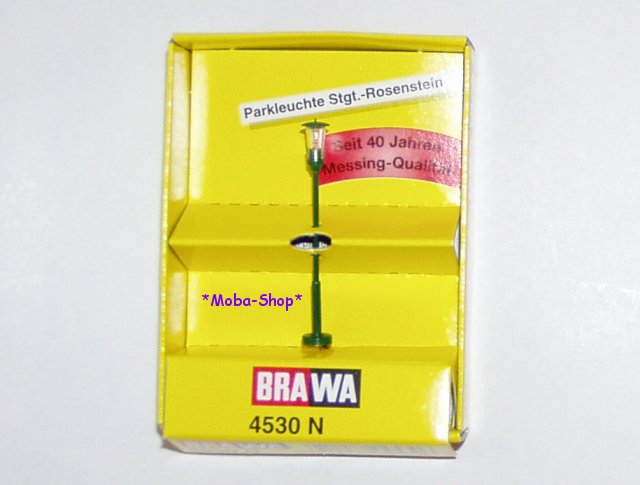 Parkleuchte Stgt.-Rosenstein
Seit 40 Jahren
Messing-Qualität
*Moba-Shop*
BRAWA
4530 N